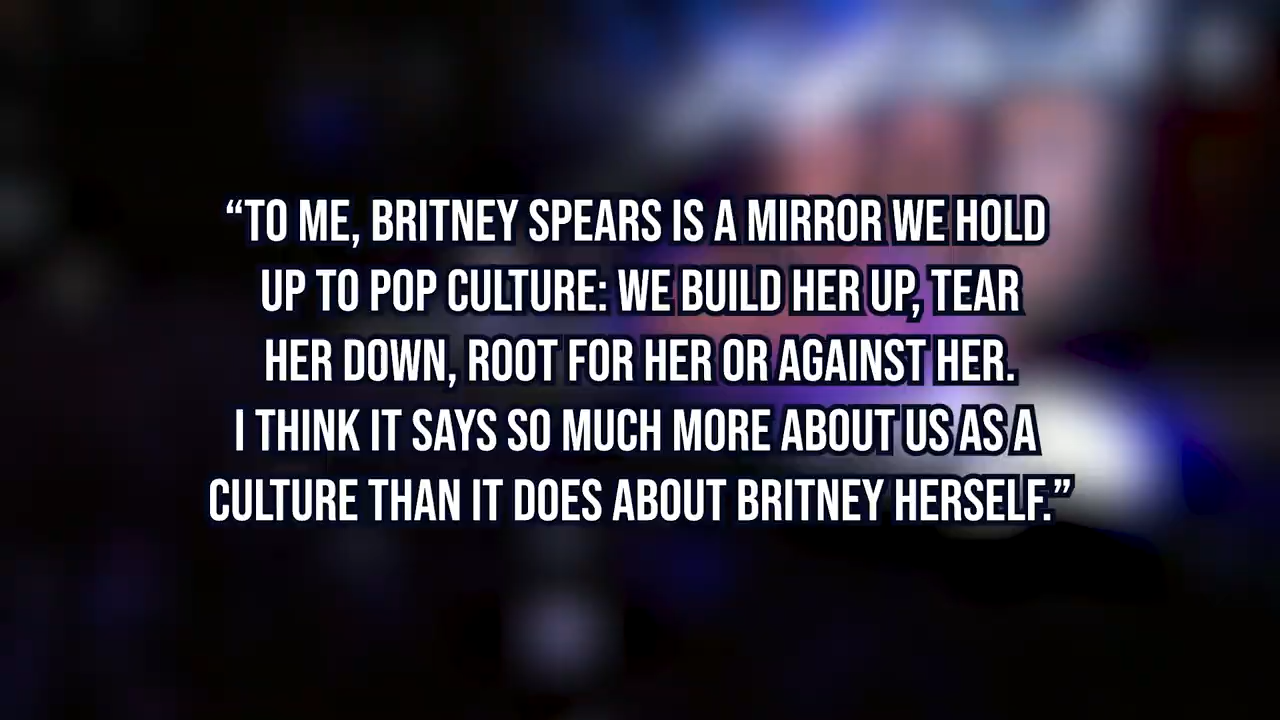 “TO ME, BRITNEY SPEARS IS A MIRROR WE HOLD
UP TO POP CULTURE: WE BUILD HER UP, TEAR
HER DOWN, ROOT FOR HER OR AGAINST HER.
I THINK IT SAYS SO MUCH MORE ABOUT US AS A
CULTURE THAN IT DOES ABOUT BRITNEY HERSELF.”